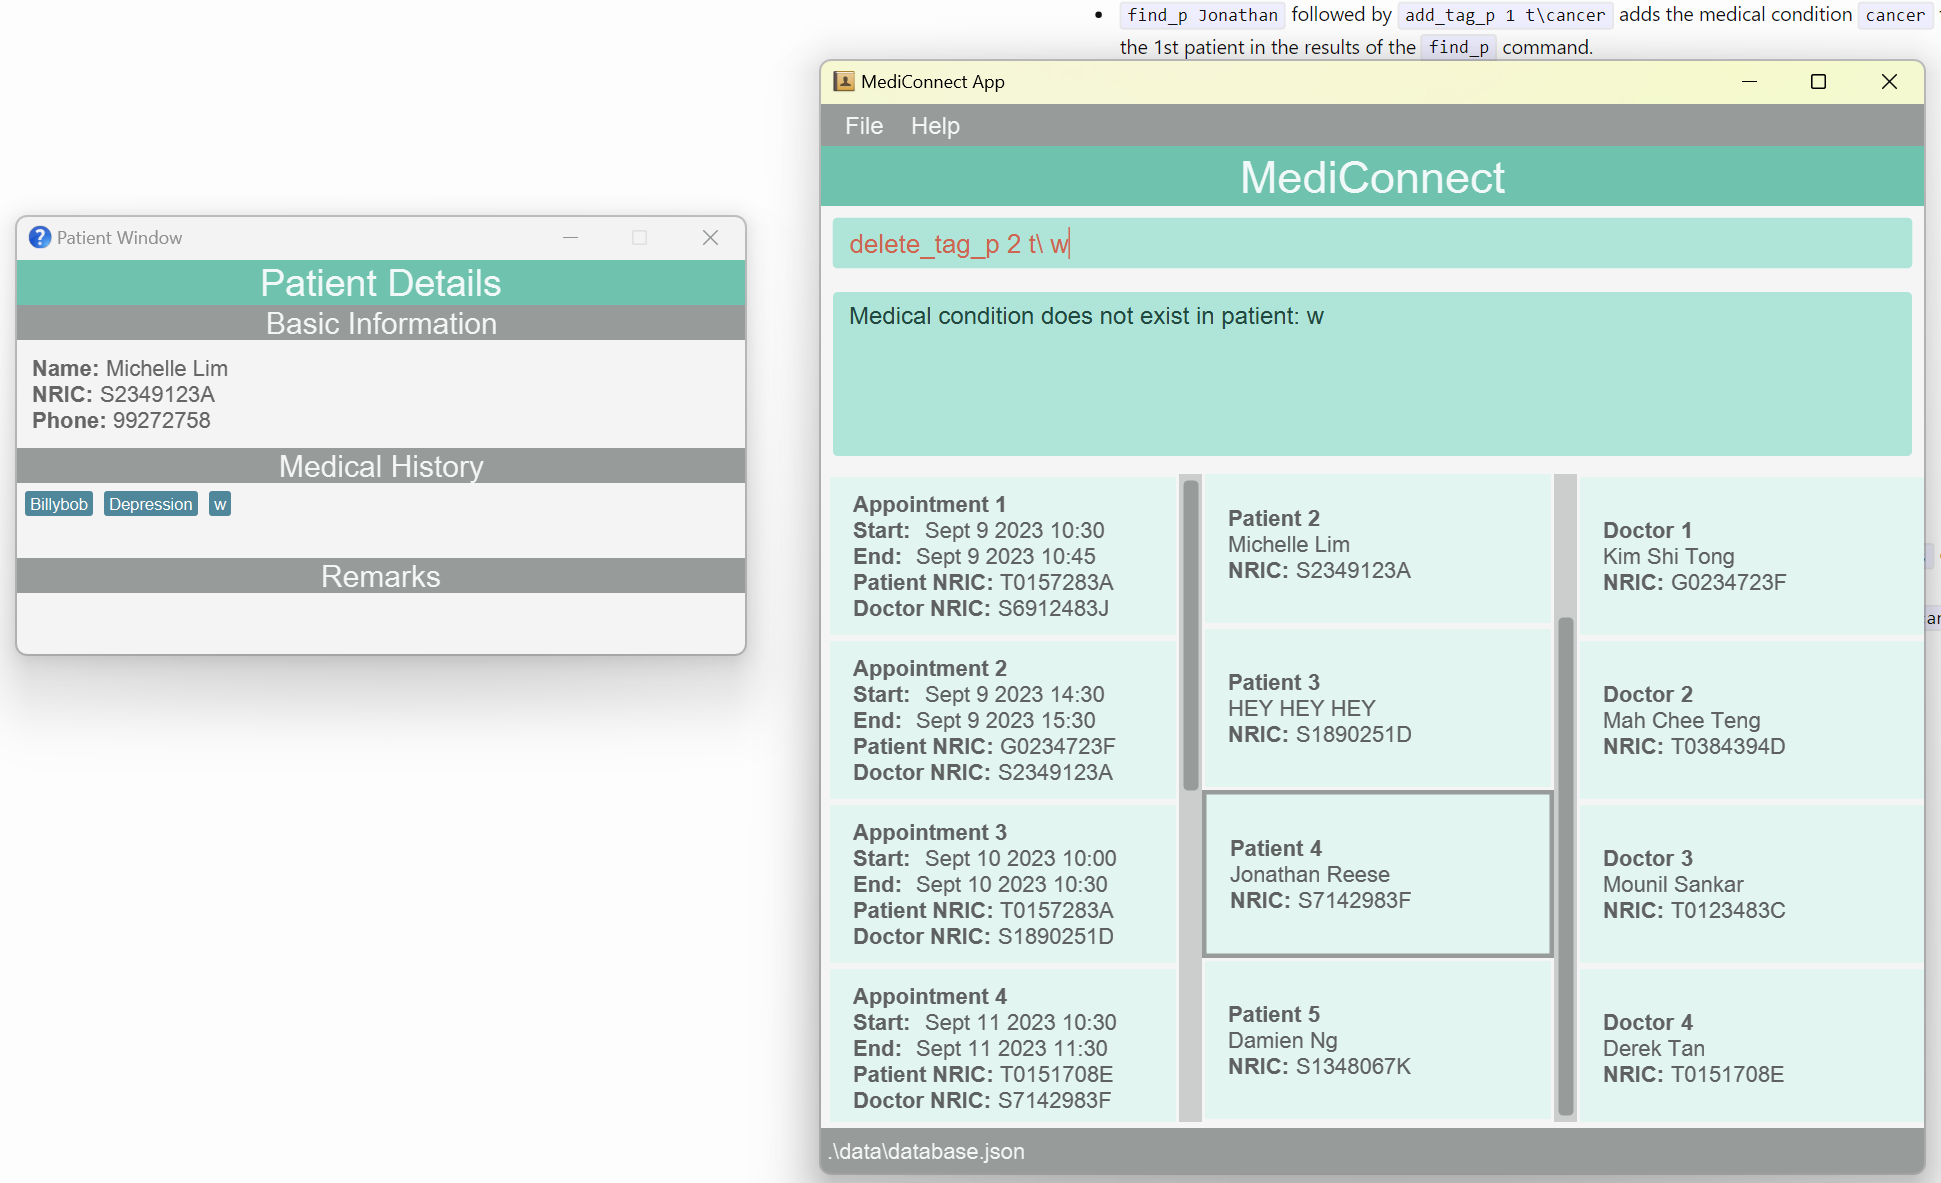 find_p Jonathan followed by add_tag_p 1 t\cancer adds the medical condition cancer
the 1st patient in the results of the find_p command.
Patient Window
Patient Details
Basic Information
Name: Michelle Lim
NRIC: S2349123A
Phone: 99272758
Medical History
Billybob Depression w
Remarks
MediConnect App
File Help
MediConnect
delete_tag_p 2 t\ w
Medical condition does not exist in patient: w
Appointment 1
Start: Sept 9 2023 10:30
End: Sept 9 2023 10:45
Patient NRIC: T0157283A
Doctor NRIC: S6912483J
Appointment 2
Start: Sept 9 2023 14:30
End: Sept 9 2023 15:30
Patient NRIC: G0234723F
Doctor NRIC: S2349123A
Appointment 3
Start: Sept 10 2023 10:00
End: Sept 10 2023 10:30
Patient NRIC: T0157283A
Doctor NRIC: S1890251D
Appointment 4
Start: Sept 11 2023 10:30
End: Sept 11 2023 11:30
Patient NRIC: T0151708E
Doctor NRIC: S7142983F
Patient 2
Michelle Lim
NRIC: S2349123A
Patient 3
HEY HEY HEY
NRIC: S1890251D
Patient 4
Jonathan Reese
NRIC: S7142983F
Patient 5
Damien Ng
NRIC: S1348067K
Doctor 1
Kim Shi Tong
NRIC: G0234723F
Doctor 2
Mah Chee Teng
NRIC: T0384394D
Doctor 3
Mounil Sankar
NRIC: T0123483C
Doctor 4
Derek Tan
NRIC: T0151708E
.\data\database.json